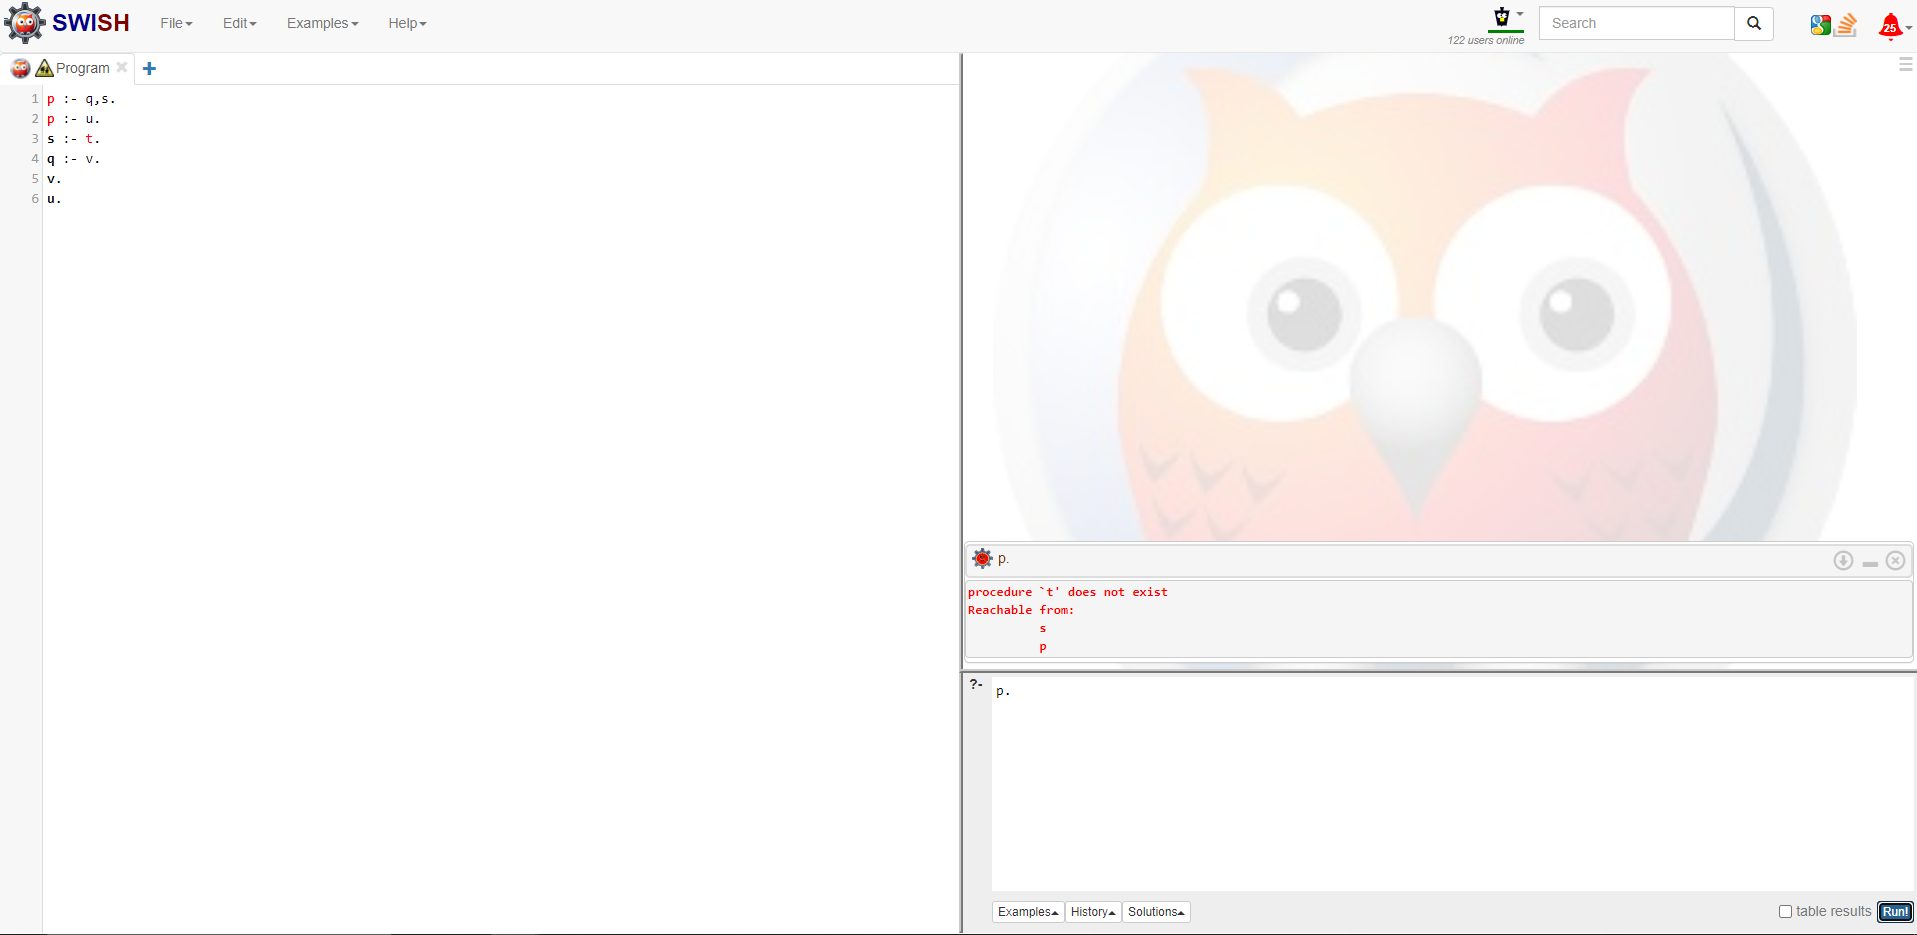 SWISH File Edit Examples Help
122 users online
Search
25
Program
1 p :- q,s.
2 p :- u.
3 s :- t.
4 q :- v.
5 v.
6 u.
p.
procedure `t' does not exist
Reachable from:
s
p
?- p.
Examples History Solutions
table results Run!